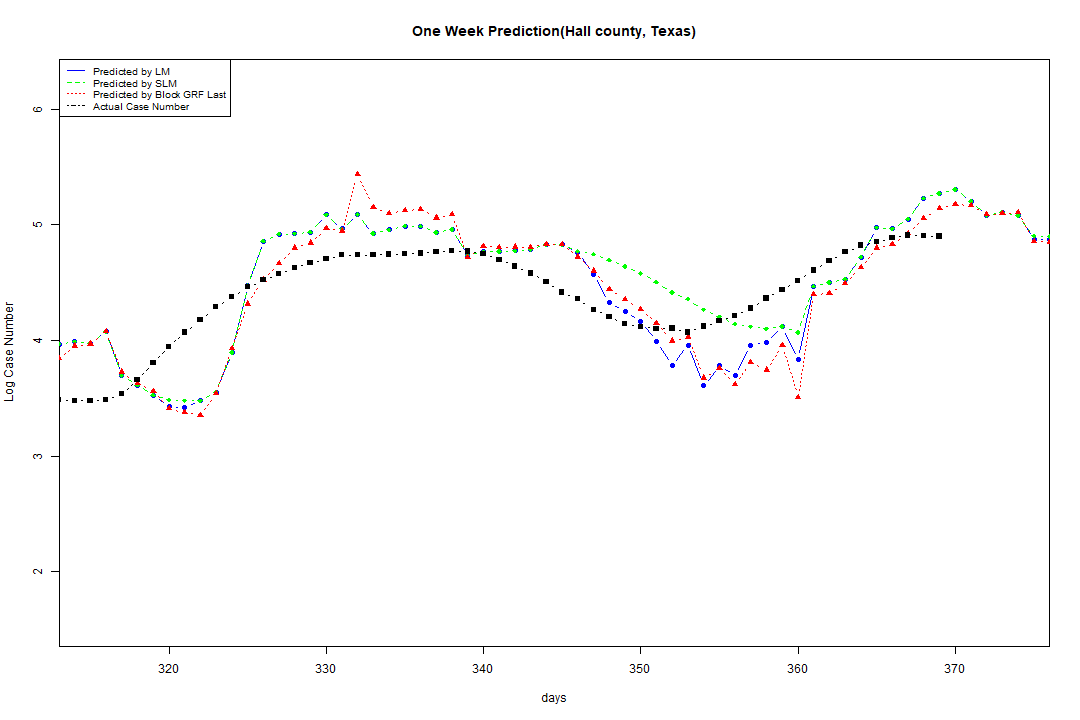 One Week Prediction(Hall county, Texas)
Predicted by LM
Predicted by SLM
Predicted by Block GRF Last
Actual Case Number
6
5
4
3
2
Log Case Number
320 330 340 350 360 370
days